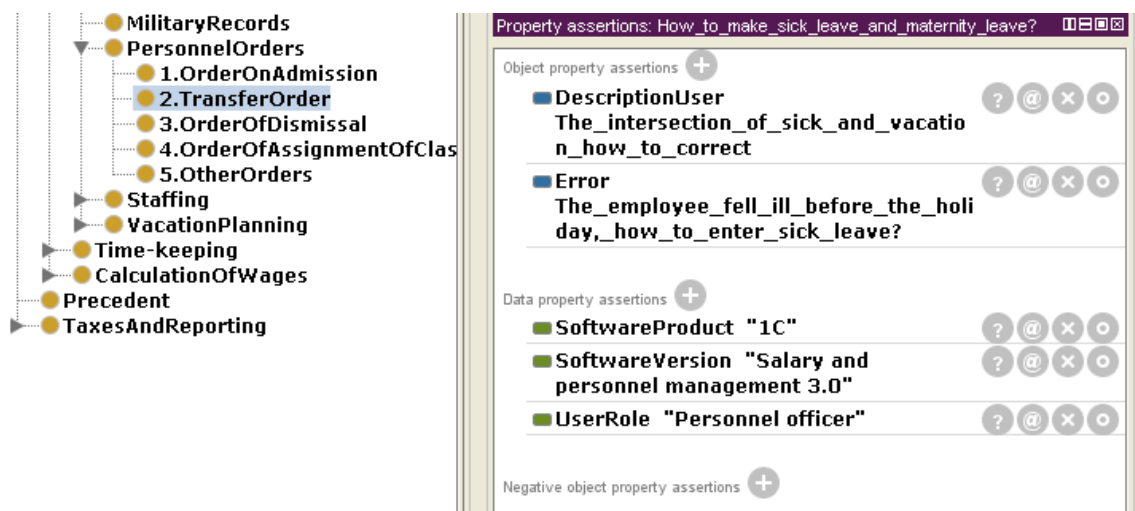 MilitaryRecords
PersonnelOrders
1.OrderOnAdmission
2.TransferOrder
3.OrderOfDismissal
4.OrderOfAssignmentOfClas
5.OtherOrders
Staffing
VacationPlanning
Time-keeping
CalculationOfWages
Precedent
TaxesAndReporting
Property assertions: How_to_make_sick_leave_and_maternity_leave?
Object property assertions
DescriptionUser
The_intersection_of_sick_and_vacatio
n_how_to_correct
Error
The_employee_fell_ill_before_the_holi
day,_how_to_enter_sick_leave?
Data property assertions
SoftwareProduct "1C"
SoftwareVersion "Salary and
personnel management 3.0"
UserRole "Personnel officer"
Negative object property assertions